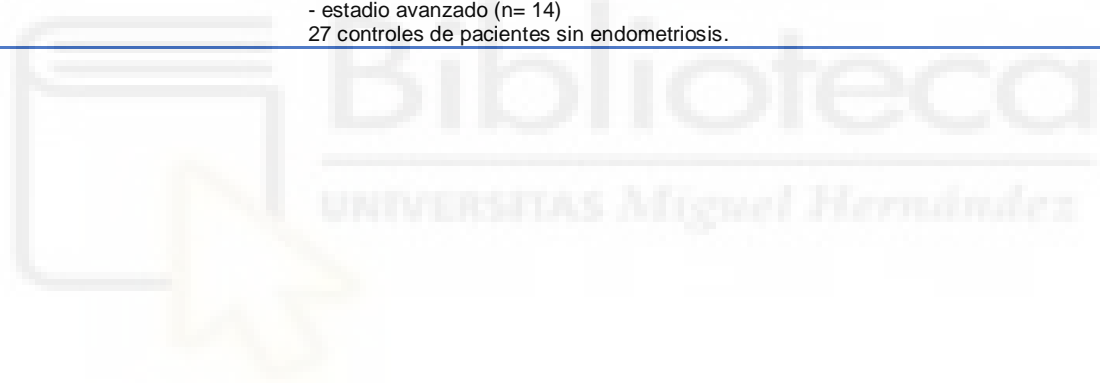 - estadio avanzado (n= 14)
27 controles de pacientes sin endometriosis.
Biblioteca
UNIVERSITAS Miguel Hernández